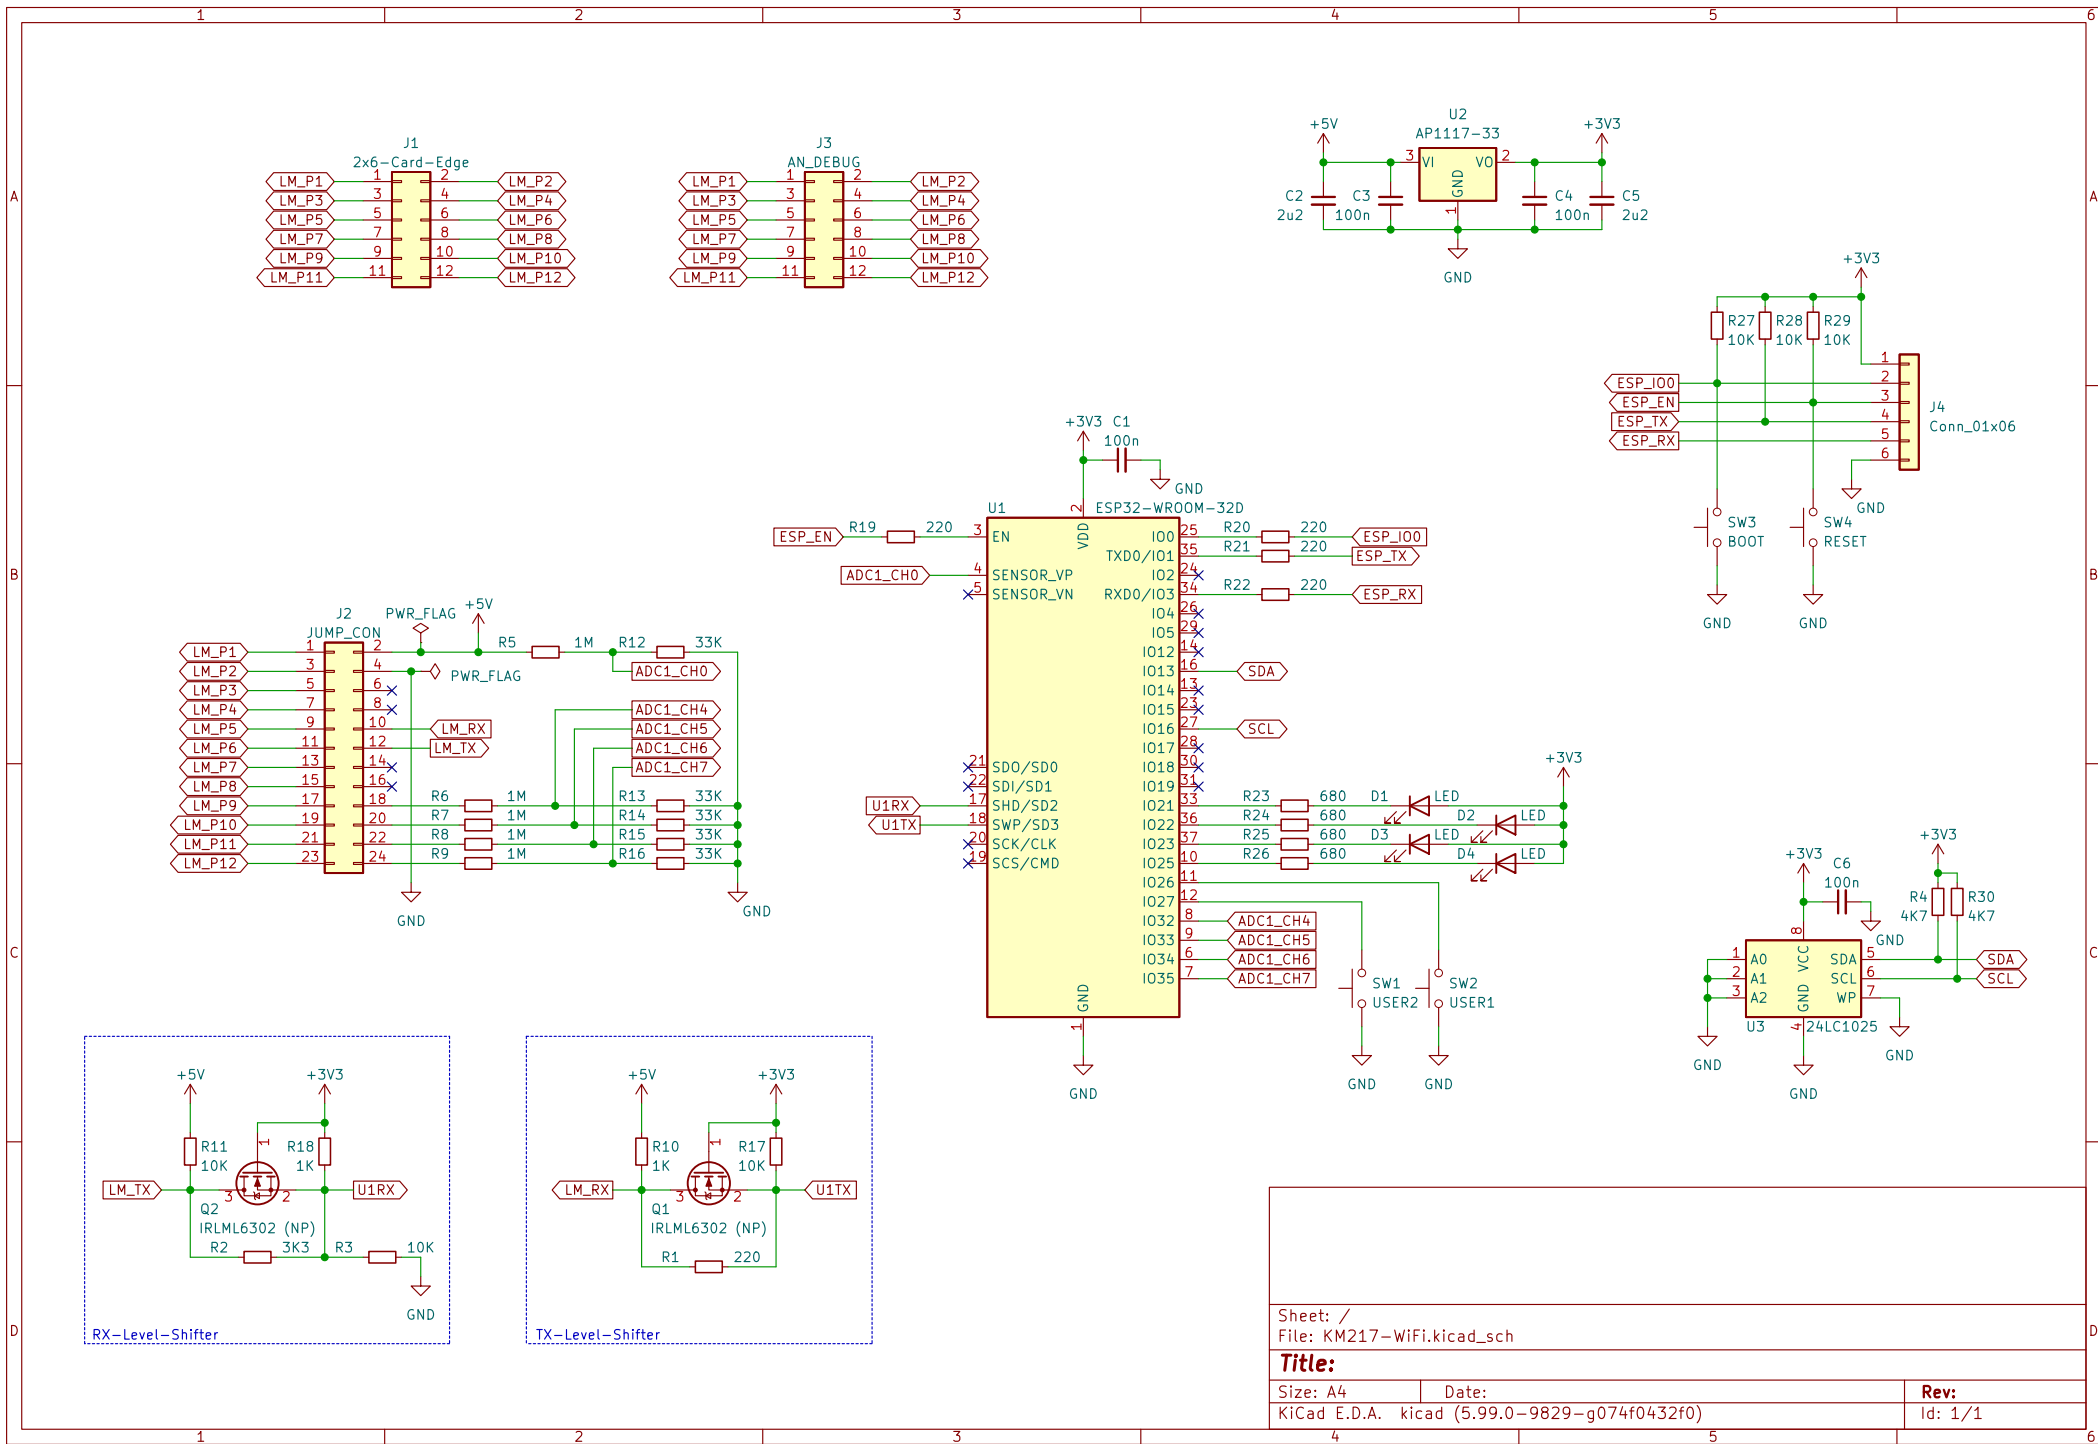 1 2 3 4 5 6
A
B
C
D
A
B
C
D
1 2 3 4 5 6
J1
2x6-Card-Edge
LM_P1 1 2 LM_P2
LM_P3 3 4 LM_P4
LM_P5 5 6 LM_P6
LM_P7 7 8 LM_P8
LM_P9 9 10 LM_P10
LM_P11 11 12 LM_P12
J3
AN_DEBUG
LM_P1 1 2 LM_P2
LM_P3 3 4 LM_P4
LM_P5 5 6 LM_P6
LM_P7 7 8 LM_P8
LM_P9 9 10 LM_P10
LM_P11 11 12 LM_P12
U2
AP1117-33
+5V +3V3
3 VI VO 2
GND
1
C2 C3 C4 C5
2u2 100n 100n 2u2
GND
+3V3
R27 R28 R29
10K 10K 10K
1
ESP_IO0 2
ESP_EN 3
ESP_TX 4
ESP_RX 5
6
J4
Conn_01x06
GND
SW3 SW4
BOOT RESET
GND GND
+3V3 C1
100n
GND
U1 ESP32-WROOM-32D
2
VDD
ESP_EN R19 220 3 EN
ADC1_CH0 4 SENSOR_VP
5 SENSOR_VN
21 SDO/SD0
22 SDI/SD1
U1RX 17 SHD/SD2
U1TX 18 SWP/SD3
20 SCK/CLK
19 SCS/CMD
IO0 25 R20 220 ESP_IO0
TXD0/IO1 35 R21 220 ESP_TX
IO2 24
RXD0/IO3 34 R22 220 ESP_RX
IO4 26
IO5 29
IO12 14
IO13 16 SDA
IO14 13
IO15 23
IO16 27 SCL
IO17 28
IO18 30
IO19 31
+3V3
IO21 33 R23 680 D1 LED
IO22 36 R24 680 D2 LED
IO23 37 R25 680 D3 LED
IO25 10 R26 680 D4 LED
IO26 11
IO27 12
IO32 8 ADC1_CH4
IO33 9 ADC1_CH5
IO34 6 ADC1_CH6
IO35 7 ADC1_CH7
GND
1
GND
SW1 SW2
USER2 USER1
GND GND
J2
JUMP_CON
PWR_FLAG +5V
LM_P1 1 2 R5 1M R12 33K
LM_P2 3 4 PWR_FLAG ADC1_CH0
LM_P3 5 6
LM_P4 7 8 ADC1_CH4
LM_P5 9 10 LM_RX ADC1_CH5
LM_P6 11 12 LM_TX ADC1_CH6
LM_P7 13 14 ADC1_CH7
LM_P8 15 16
LM_P9 17 18 R6 1M R13 33K
LM_P10 19 20 R7 1M R14 33K
LM_P11 21 22 R8 1M R15 33K
LM_P12 23 24 R9 1M R16 33K
GND GND
+3V3
+3V3 C6
100n
R4 R30
4K7 4K7
GND
8
VCC
1 A0 SDA 5 SDA
2 A1 SCL 6 SCL
3 A2 WP 7
GND
4
U3 24LC1025
GND GND GND
+5V +3V3
R11 1 R18
10K 1K
LM_TX 3 2 U1RX
Q2
IRLML6302 (NP)
R2 3K3 R3 10K
GND
RX-Level-Shifter
+5V +3V3
R10 1 R17
1K 10K
LM_RX 3 2 U1TX
Q1
IRLML6302 (NP)
R1 220
TX-Level-Shifter
Sheet: /
File: KM217-WiFi.kicad_sch
Title:
Size: A4 Date: Rev:
KiCad E.D.A. kicad (5.99.0-9829-g074f0432f0) Id: 1/1